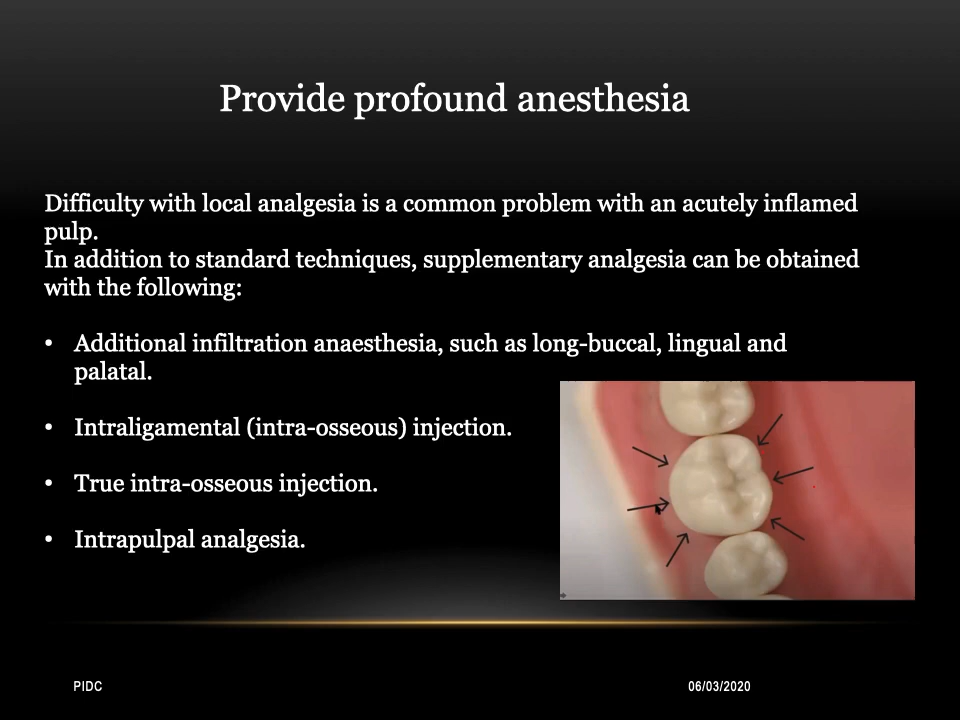 Provide profound anesthesia
Difficulty with local analgesia is a common problem with an acutely inflamed
pulp.
In addition to standard techniques, supplementary analgesia can be obtained
with the following:
• Additional infiltration anaesthesia, such as long-buccal, lingual and
palatal.
• Intraligamental (intra-osseous) injection.
• True intra-osseous injection.
• Intrapulpal analgesia.
PIDC
06/03/2020